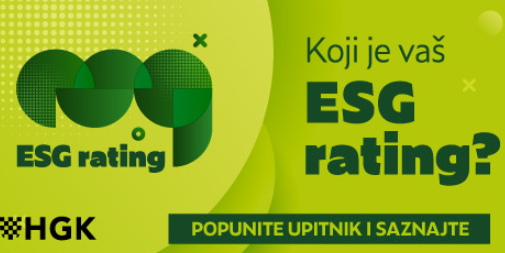 ESG rating
HGK
Koji je vaš
ESG
rating?
POPUNITE UPITNIK I SAZNAJTE